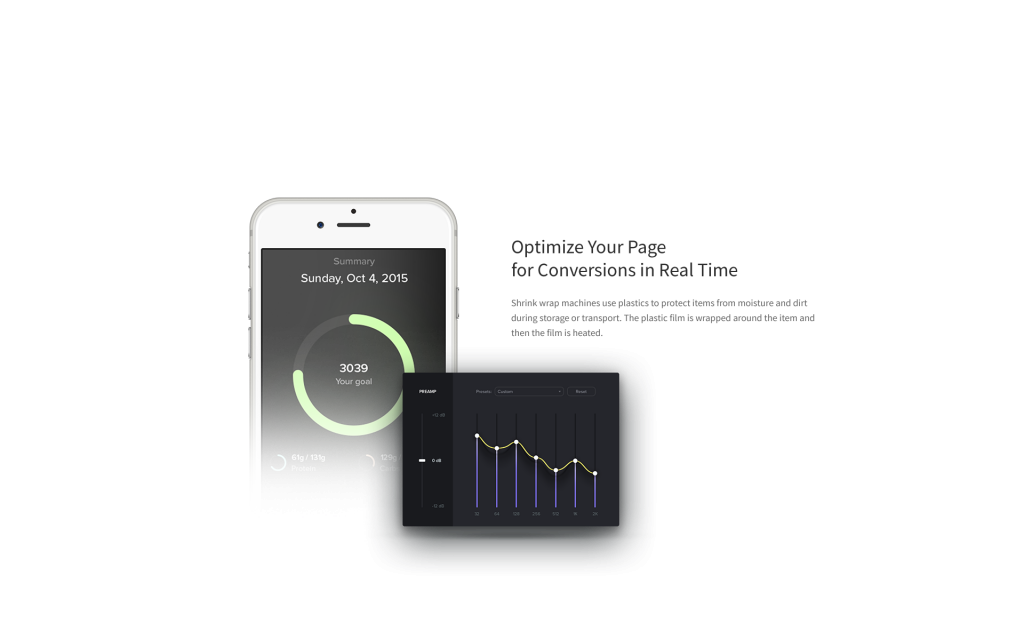 Summary
Sunday, Oct 4, 2015
3039
Your goal
61g / 131g
Protein
129g /
Optimize Your Page
for Conversions in Real Time
Shrink wrap machines use plastics to protect items from moisture and dirt
during storage or transport. The plastic film is wrapped around the item and
then the film is heated.
PREAMP
Presets: Custom Reset
+12 dB
0 dB
-12 dB
32 64 125 250 512 1K 2K